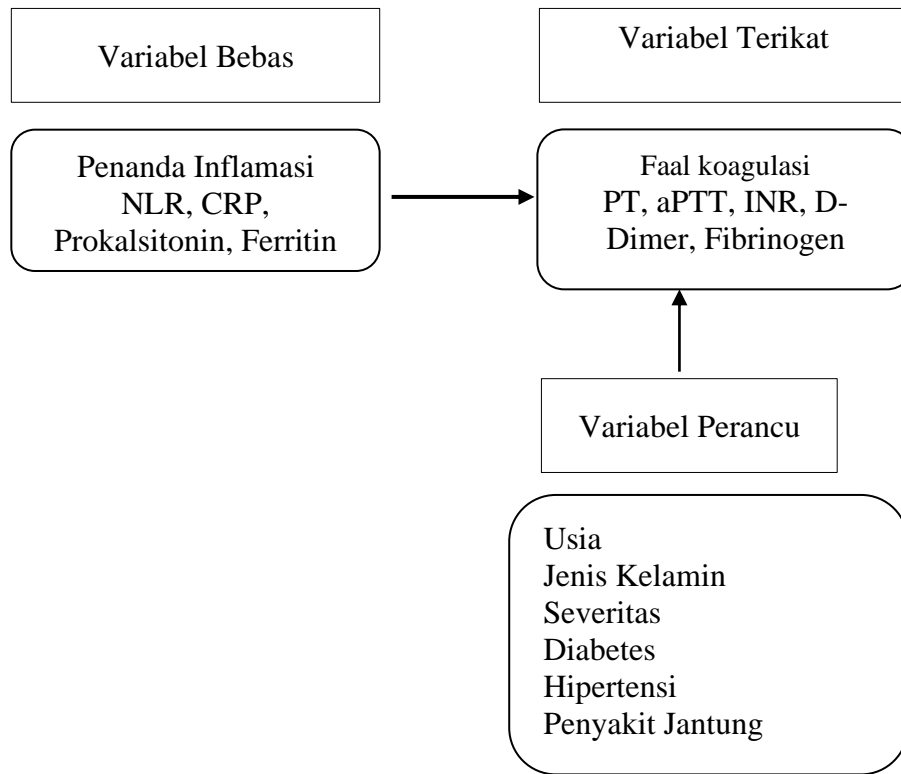 Variabel Bebas
Variabel Terikat
Penanda Inflamasi
NLR, CRP,
Prokalsitonin, Ferritin
Faal koagulasi
PT, aPTT, INR, D-
Dimer, Fibrinogen
Variabel Perancu
Usia
Jenis Kelamin
Severitas
Diabetes
Hipertensi
Penyakit Jantung